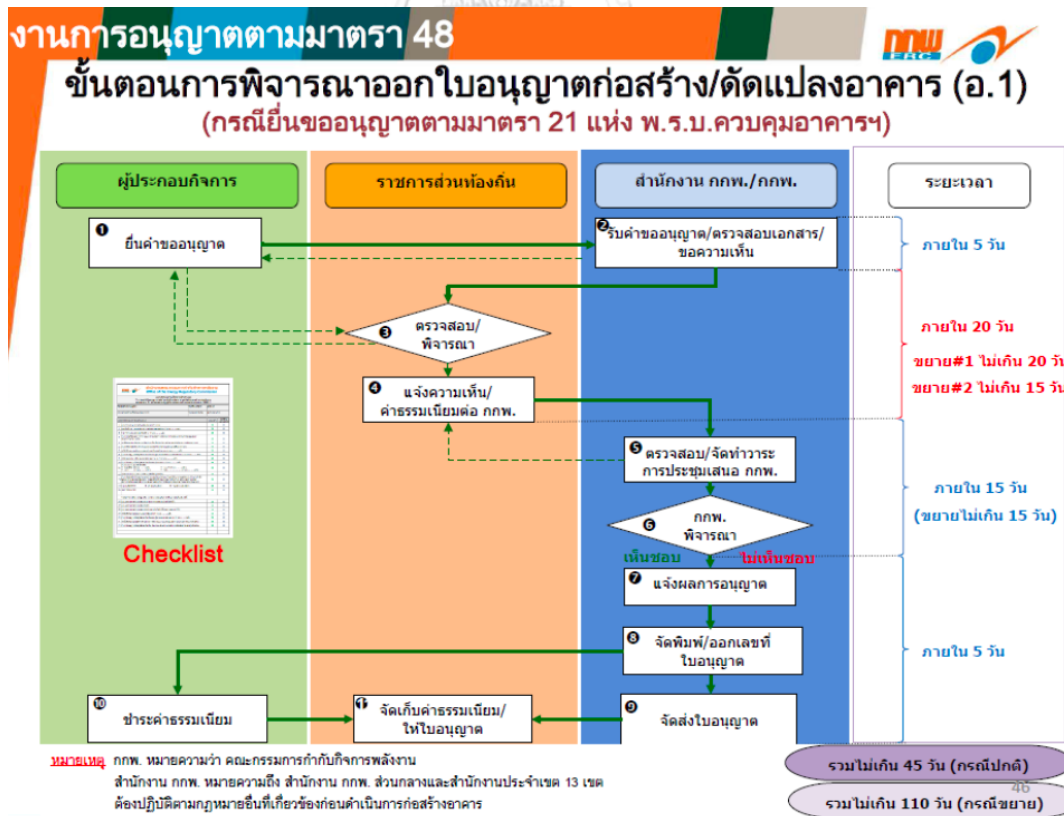 งานการอนุญาตตามมาตรา 48
กกพ
ERC
ขั้นตอนการพิจารณาออกใบอนุญาตก่อสร้าง/ดัดแปลงอาคาร (อ.1)
(กรณียื่นขออนุญาตตามมาตรา 21 แห่ง พ.ร.บ.ควบคุมอาคารฯ)
ผู้ประกอบกิจการ
ราชการส่วนท้องถิ่น
สำนักงาน กกพ./กกพ.
ระยะเวลา
❶
ยื่นคำขออนุญาต
❷
รับคำขออนุญาต/ตรวจสอบเอกสาร/
ขอความเห็น
ภายใน 5 วัน
❸
ตรวจสอบ/
พิจารณา
ภายใน 20 วัน
ขยาย#1 ไม่เกิน 20 วัน
ขยาย#2 ไม่เกิน 15 วัน
❹
แจ้งความเห็น/
ค่าธรรมเนียมต่อ กกพ.
Checklist
❺
ตรวจสอบ/จัดทำวาระ
การประชุมเสนอ กกพ.
ภายใน 15 วัน
(ขยายไม่เกิน 15 วัน)
❻
กกพ.
พิจารณา
เห็นชอบ
ไม่เห็นชอบ
❼
แจ้งผลการอนุญาต
❽
จัดพิมพ์/ออกเลขที่
ใบอนุญาต
ภายใน 5 วัน
❿
ชำระค่าธรรมเนียม
⓫
จัดเก็บค่าธรรมเนียม/
ให้ใบอนุญาต
❾
จัดส่งใบอนุญาต
หมายเหตุ กกพ. หมายความว่า คณะกรรมการกำกับกิจการพลังงาน
สำนักงาน กกพ. หมายความถึง สำนักงาน กกพ. ส่วนกลางและสำนักงานประจำเขต 13 เขต
ต้องปฏิบัติตามกฎหมายอื่นที่เกี่ยวข้องก่อนดำเนินการก่อสร้างอาคาร
รวมไม่เกิน 45 วัน (กรณีปกติ)
46
รวมไม่เกิน 110 วัน (กรณีขยาย)